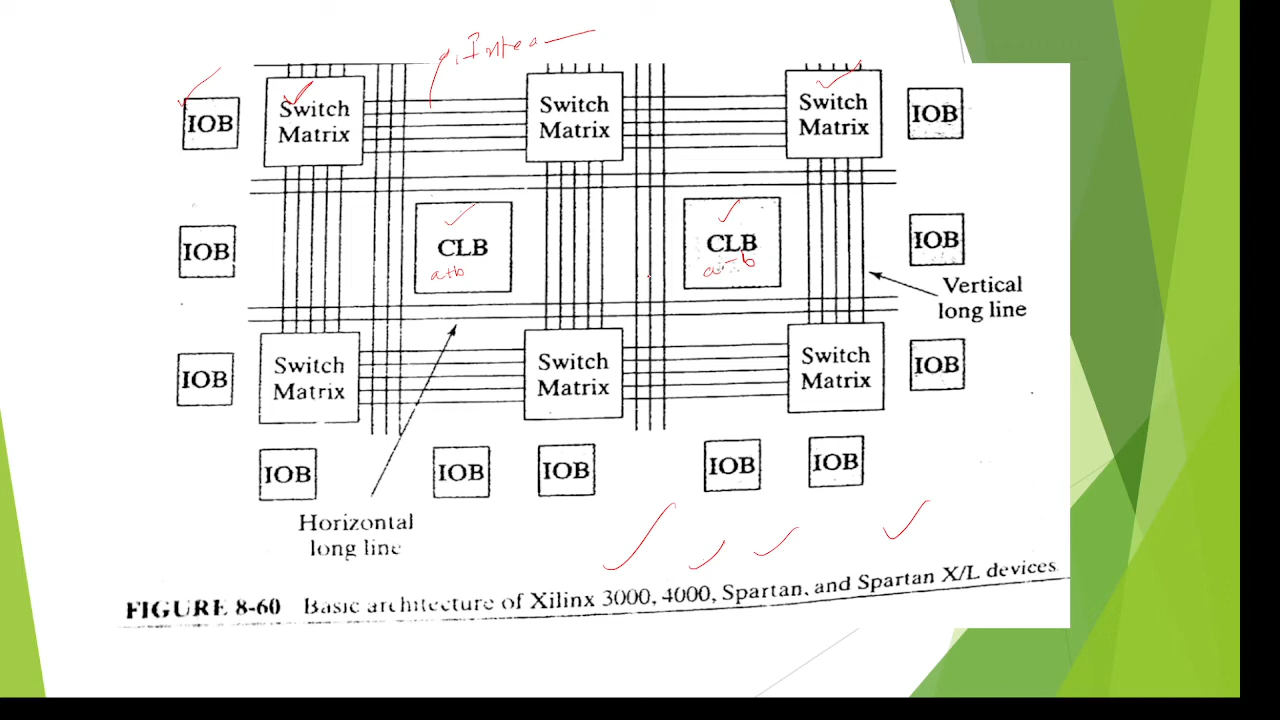 IOB
Switch
Matrix
Switch
Matrix
Switch
Matrix
IOB
IOB
CLB
a+b
CLB
a-b
IOB
Vertical
long line
IOB
Switch
Matrix
Switch
Matrix
Switch
Matrix
IOB
IOB
IOB
IOB
IOB
IOB
Horizontal
long line
FIGURE 8-60 Basic architecture of Xilinx 3000, 4000, Spartan, and Spartan X/L devices.